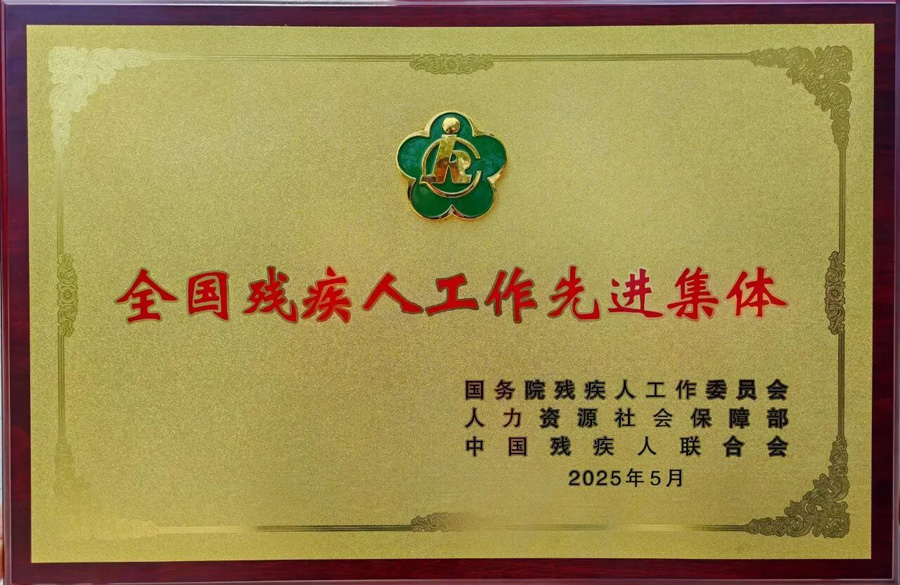 全国残疾人工作先进集体
国务院残疾人工作委员会
人力资源社会保障部
中国残疾人联合会
2025年5月